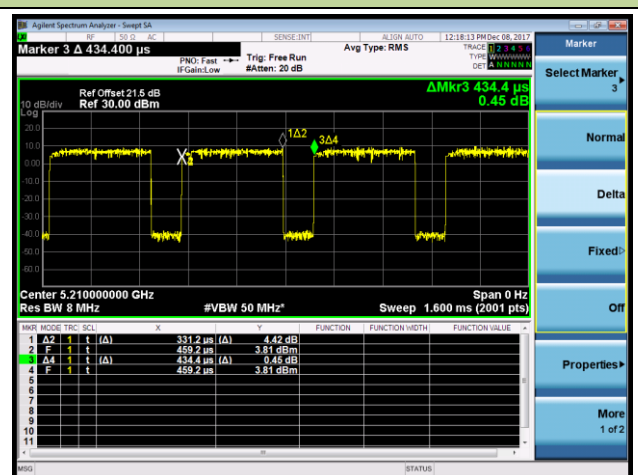 Agilent Spectrum Analyzer - Swept SA
RF 50 Ω AC SENSE:INT ALIGN AUTO 12:18:13 PM Dec 08, 2017
Marker 3 Δ 434.400 µs
PNO: Fast
IFGain:Low
Trig: Free Run
#Atten: 20 dB
Avg Type: RMS
TRACE 1 2 3 4 5 6
TYPE WWWWWW
DET A N N N N N
Ref Offset 21.5 dB
10 dB/div Ref 30.00 dBm
Log
ΔMkr3 434.4 µs
0.45 dB
20.0
10.0
0.00
-10.0
-20.0
-30.0
-40.0
-50.0
-60.0
1Δ2
3Δ4
Center 5.210000000 GHz Span 0 Hz
Res BW 8 MHz #VBW 50 MHz* Sweep 1.600 ms (2001 pts)
MKR MODE TRC SCL X Y FUNCTION FUNCTION WIDTH FUNCTION VALUE
1 Δ2 1 t (Δ) 331.2 µs (Δ) 4.42 dB
2 F 1 t 459.2 µs 3.81 dBm
3 Δ4 1 t (Δ) 434.4 µs (Δ) 0.45 dB
4 F 1 t 459.2 µs 3.81 dBm
5
6
7
8
9
10
11
MSG STATUS
Marker
Select Marker
3
Normal
Delta
Fixed
Off
Properties
More
1 of 2